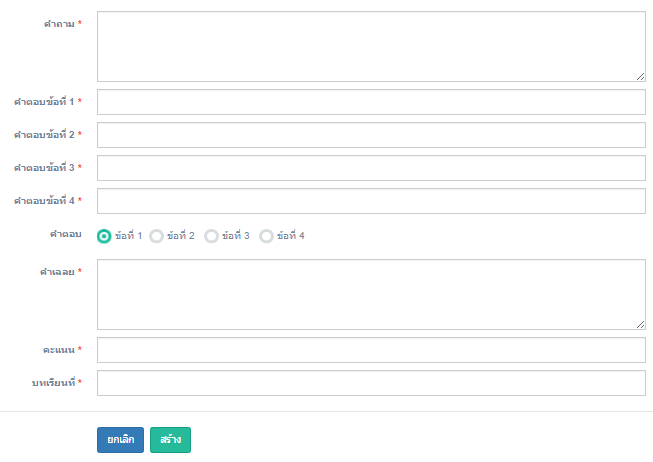 คำถาม *
คำตอบข้อที่ 1 *
คำตอบข้อที่ 2 *
คำตอบข้อที่ 3 *
คำตอบข้อที่ 4 *
คำตอบ ข้อที่ 1 ข้อที่ 2 ข้อที่ 3 ข้อที่ 4
คำเฉลย *
คะแนน *
บทเรียนที่ *
ยกเลิก สร้าง